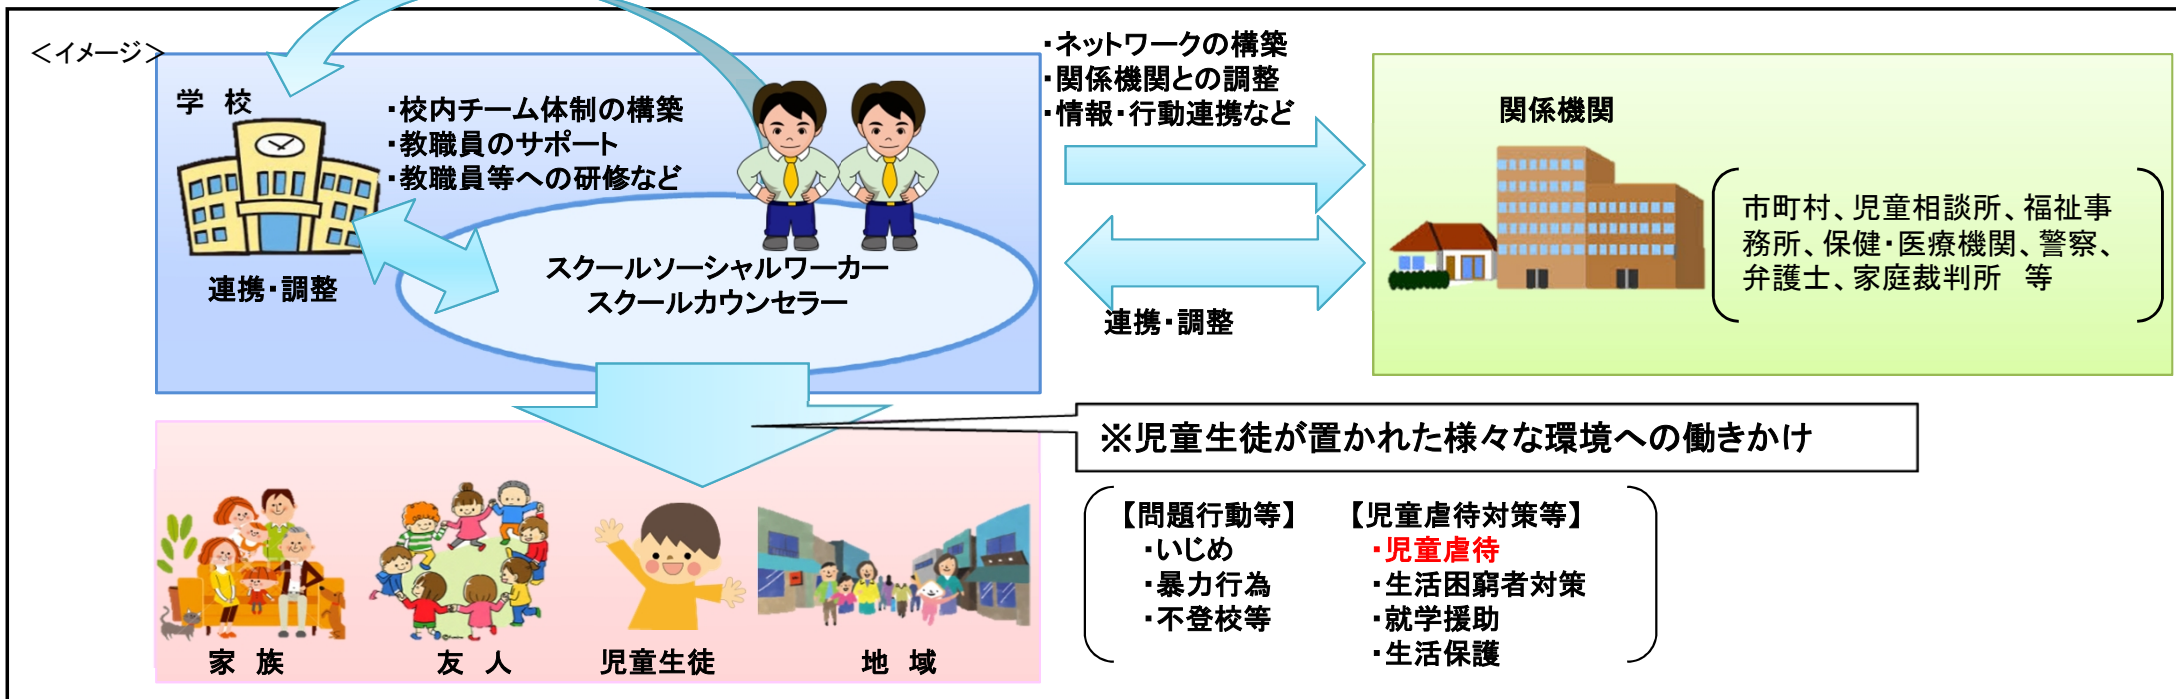 ＜イメージ＞
学 校
・校内チーム体制の構築
・教職員のサポート
・教職員等への研修など
連携・調整
スクールソーシャルワーカー
スクールカウンセラー
・ネットワークの構築
・関係機関との調整
・情報・行動連携など
連携・調整
関係機関
市町村、児童相談所、福祉事
務所、保健・医療機関、警察、
弁護士、家庭裁判所　等
※児童生徒が置かれた様々な環境への働きかけ
【問題行動等】
・いじめ
・暴力行為
・不登校等
【児童虐待対策等】
・児童虐待
・生活困窮者対策
・就学援助
・生活保護
家 族
友 人
児童生徒
地 域